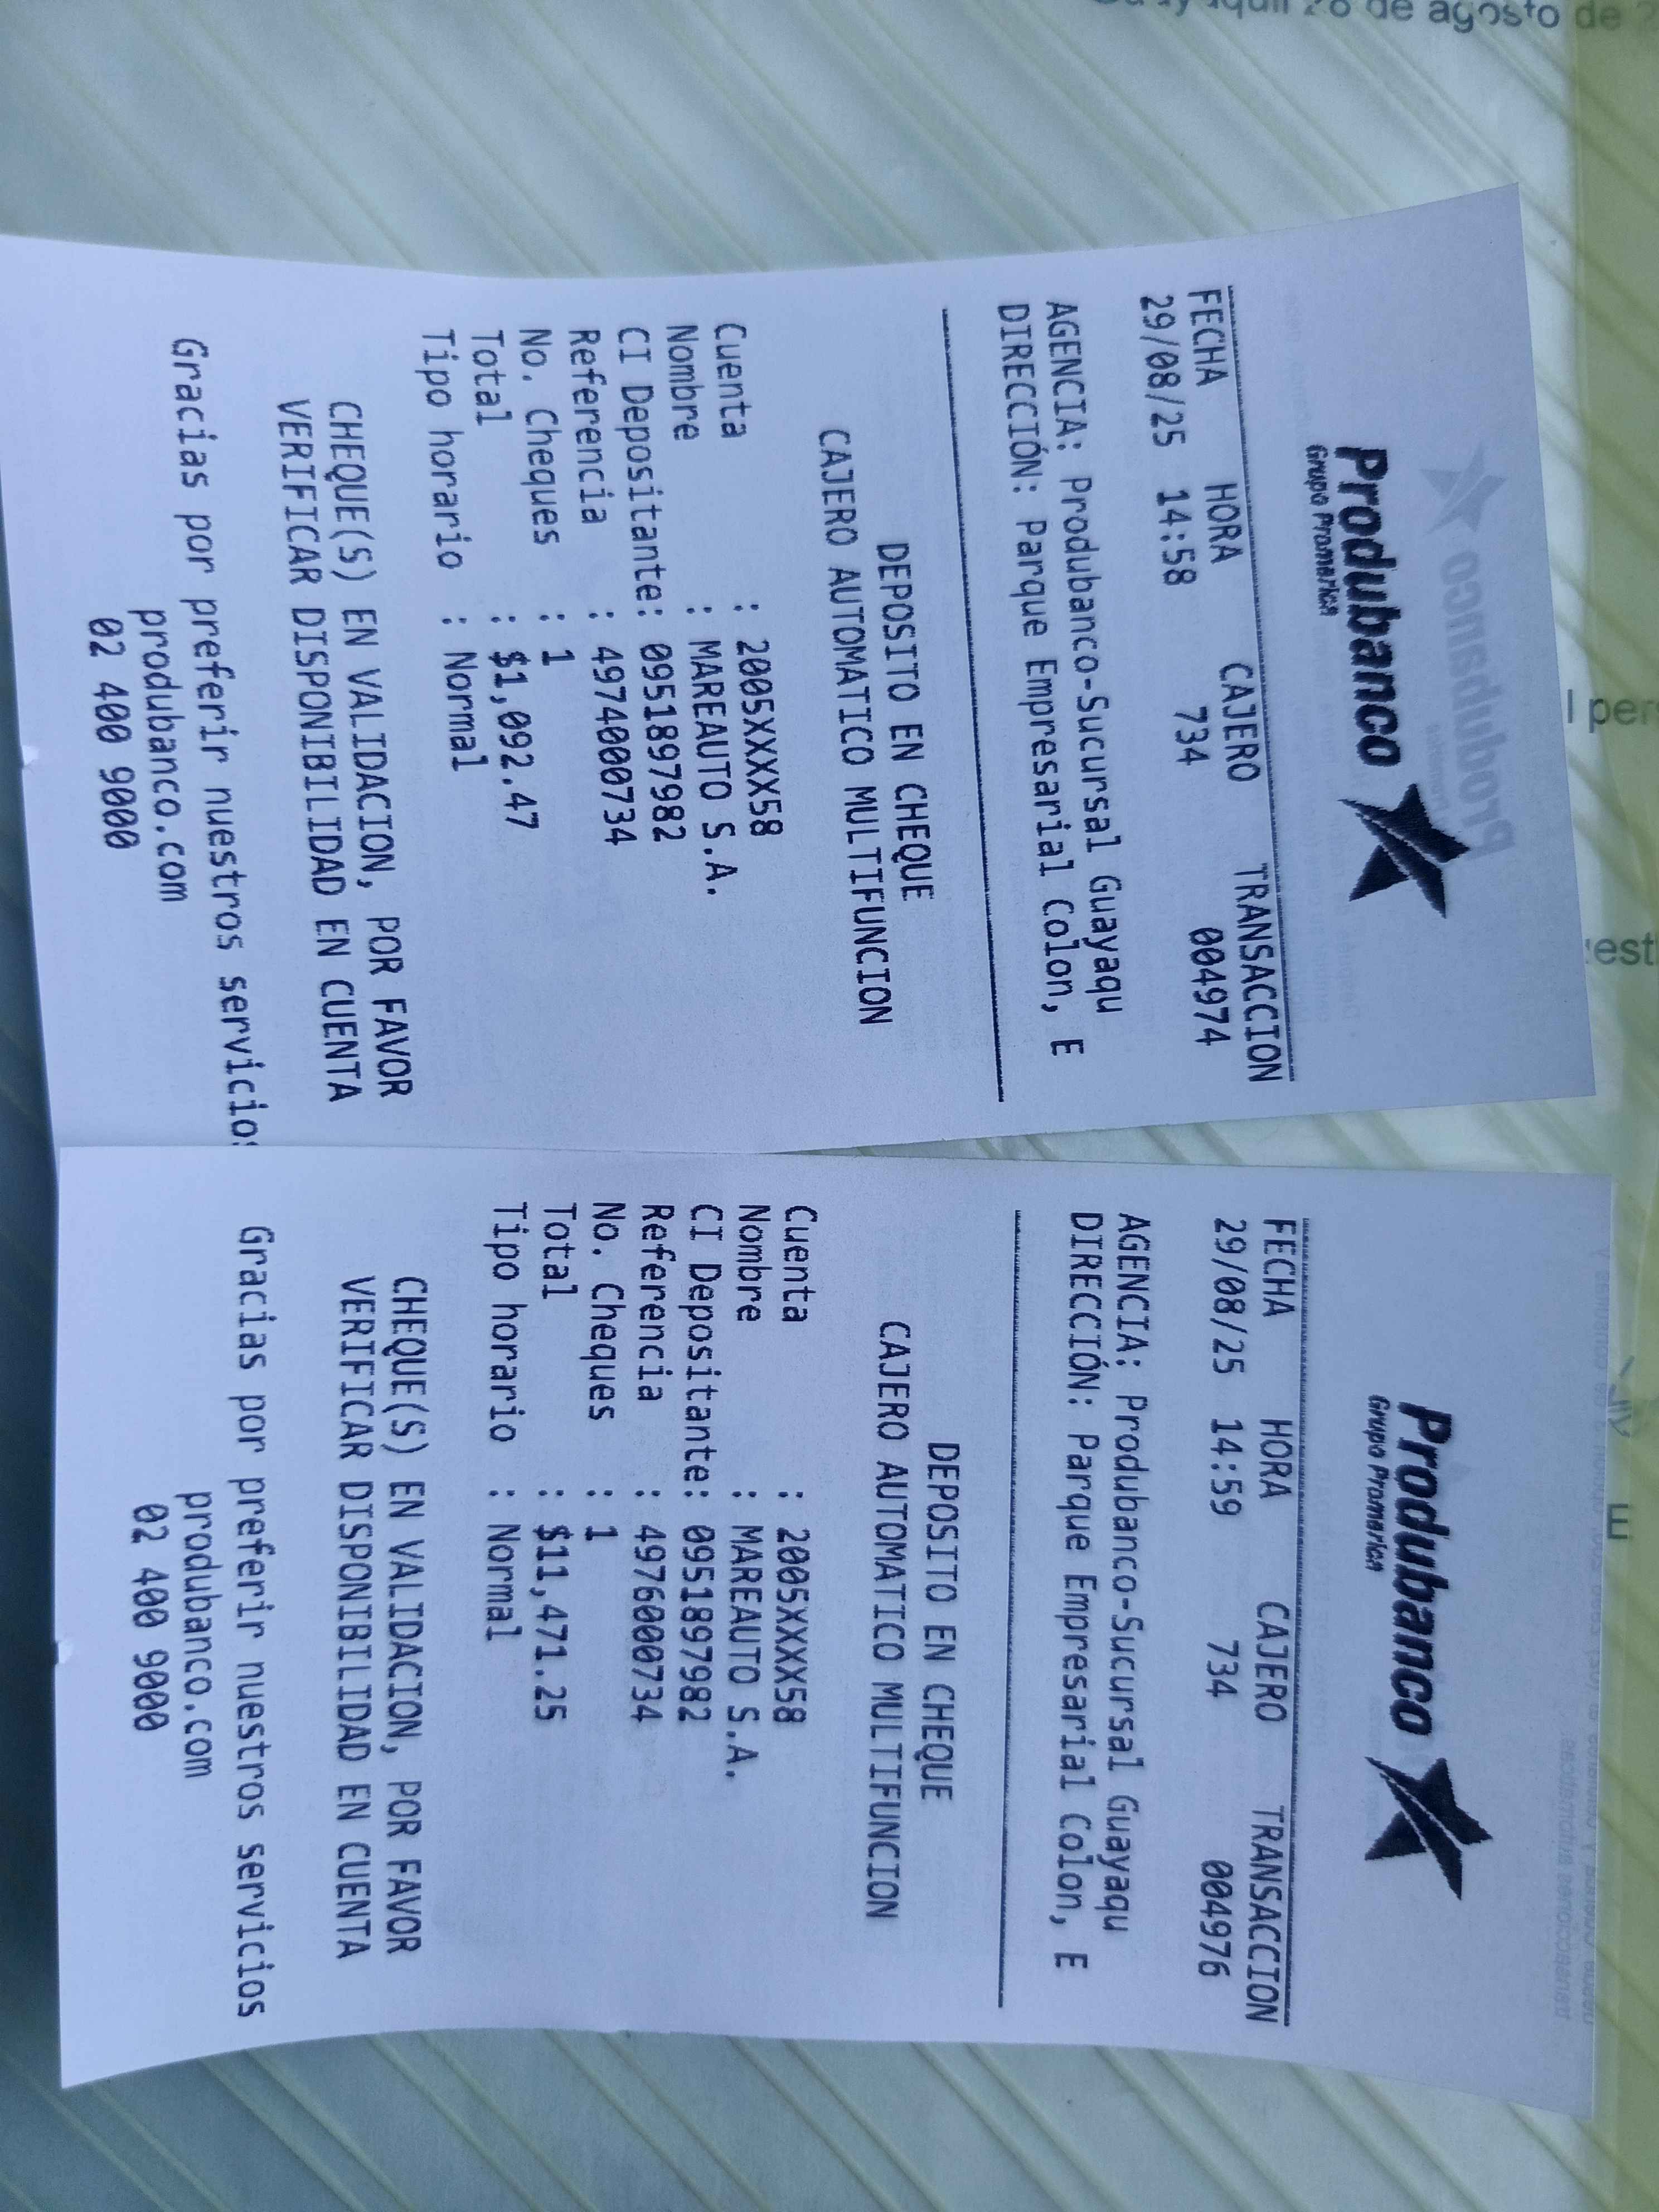 de agosto de
Produbanco
Grupo Promerica
FECHA HORA CAJERO TRANSACCION
29/08/25 14:58 734 004974
AGENCIA: Produbanco-Sucursal Guayaqu
DIRECCIÓN: Parque Empresarial Colon, E
DEPOSITO EN CHEQUE
CAJERO AUTOMATICO MULTIFUNCION
Cuenta : 2005XXXX58
Nombre : MAREAUTO S.A.
CI Depositante: 0951897982
Referencia : 497400734
No. Cheques : 1
Total : $1,092.47
Tipo horario : Normal
CHEQUE(S) EN VALIDACION, POR FAVOR
VERIFICAR DISPONIBILIDAD EN CUENTA
Gracias por preferir nuestros servicios
produbanco.com
02 400 9000
Produbanco
Grupo Promerica
FECHA HORA CAJERO TRANSACCION
29/08/25 14:59 734 004976
AGENCIA: Produbanco-Sucursal Guayaqu
DIRECCIÓN: Parque Empresarial Colon, E
DEPOSITO EN CHEQUE
CAJERO AUTOMATICO MULTIFUNCION
Cuenta : 2005XXXX58
Nombre : MAREAUTO S.A.
CI Depositante: 0951897982
Referencia : 497600734
No. Cheques : 1
Total : $11,471.25
Tipo horario : Normal
CHEQUE(S) EN VALIDACION, POR FAVOR
VERIFICAR DISPONIBILIDAD EN CUENTA
Gracias por preferir nuestros servicios
produbanco.com
02 400 9000